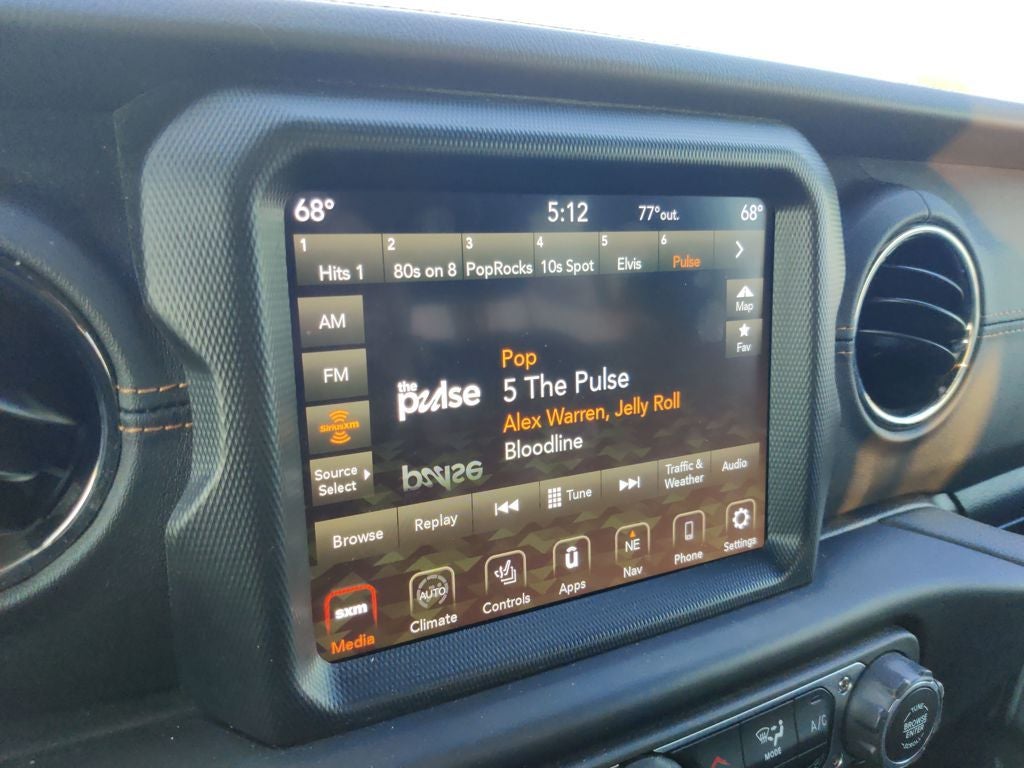 68° 5:12 77°out. 68°
1 Hits 1
2 80s on 8
3 PopRocks
4 10s Spot
5 Elvis
6 Pulse
AM
Map
FM
Fav
SiriusXM
Source
Select
the
pulse
Pop
5 The Pulse
Alex Warren, Jelly Roll
Bloodline
Browse
Replay
Tune
Traffic &
Weather
Audio
sxm
Media
AUTO
Climate
Controls
ū
Apps
NE
Nav
Phone
Settings
MODE
A/C
TUNE
BROWSE
ENTER
SCROLL